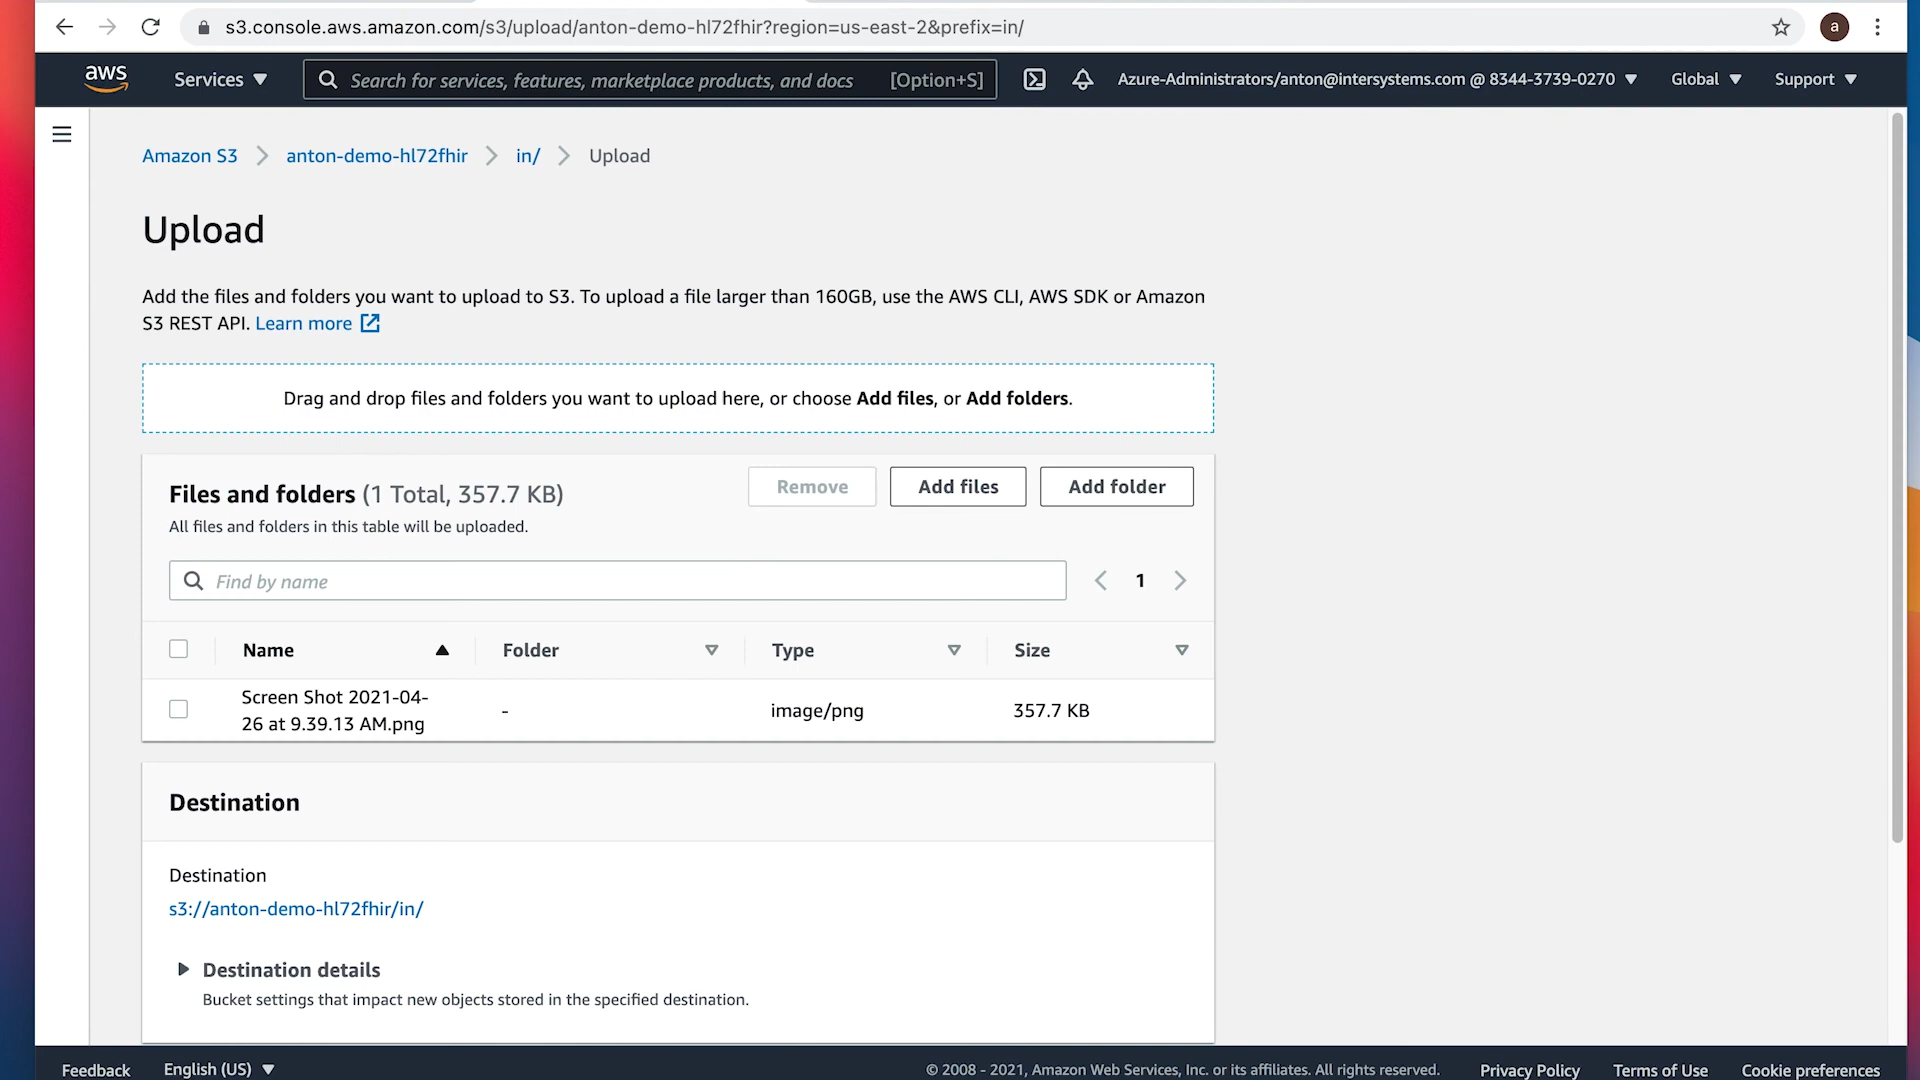 s3.console.aws.amazon.com/s3/upload/anton-demo-hl72fhir?region=us-east-2&prefix=in/
a
aws
Services
Search for services, features, marketplace products, and docs
[Option+S]
Azure-Administrators/anton@intersystems.com @ 8344-3739-0270
Global
Support
Amazon S3
anton-demo-hl72fhir
in/
Upload
Upload
Add the files and folders you want to upload to S3. To upload a file larger than 160GB, use the AWS CLI, AWS SDK or Amazon
S3 REST API. Learn more
Drag and drop files and folders you want to upload here, or choose Add files, or Add folders.
Files and folders (1 Total, 357.7 KB)
Remove
Add files
Add folder
All files and folders in this table will be uploaded.
Find by name
1
Name
Folder
Type
Size
Screen Shot 2021-04-
26 at 9.39.13 AM.png
-
image/png
357.7 KB
Destination
Destination
s3://anton-demo-hl72fhir/in/
Destination details
Bucket settings that impact new objects stored in the specified destination.
Feedback
English (US)
© 2008 - 2021, Amazon Web Services, Inc. or its affiliates. All rights reserved.
Privacy Policy
Terms of Use
Cookie preferences